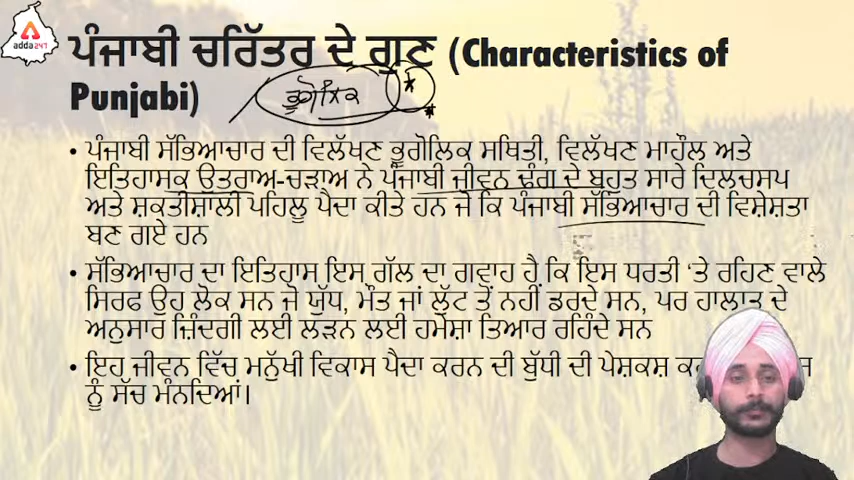 adda247
ਪੰਜਾਬੀ ਚਰਿੱਤਰ ਦੇ ਗੁਣ (Characteristics of
Punjabi)
ਭੂਗੋਲਿਕ
• ਪੰਜਾਬੀ ਸੱਭਿਆਚਾਰ ਦੀ ਵਿਲੱਖਣ ਭੂਗੋਲਿਕ ਸਥਿਤੀ, ਵਿਲੱਖਣ ਮਾਹੌਲ ਅਤੇ
ਇਤਿਹਾਸਕ ਉਤਰਾਅ-ਚੜਾਅ ਨੇ ਪੰਜਾਬੀ ਜੀਵਨ ਢੰਗ ਦੇ ਬਹੁਤ ਸਾਰੇ ਦਿਲਚਸਪ
ਅਤੇ ਸ਼ਕਤੀਸ਼ਾਲੀ ਪਹਿਲੂ ਪੈਦਾ ਕੀਤੇ ਹਨ ਜੋ ਕਿ ਪੰਜਾਬੀ ਸੱਭਿਆਚਾਰ ਦੀ ਵਿਸ਼ੇਸ਼ਤਾ
ਬਣ ਗਏ ਹਨ
• ਸੱਭਿਆਚਾਰ ਦਾ ਇਤਿਹਾਸ ਇਸ ਗੱਲ ਦਾ ਗਵਾਹ ਹੈ ਕਿ ਇਸ ਧਰਤੀ ‘ਤੇ ਰਹਿਣ ਵਾਲੇ
ਸਿਰਫ ਉਹ ਲੋਕ ਸਨ ਜੋ ਯੁੱਧ, ਮੌਤ ਜਾਂ ਲੁੱਟ ਤੋਂ ਨਹੀਂ ਡਰਦੇ ਸਨ, ਪਰ ਹਾਲਾਤ ਦੇ
ਅਨੁਸਾਰ ਜ਼ਿੰਦਗੀ ਲਈ ਲੜਨ ਲਈ ਹਮੇਸ਼ਾ ਤਿਆਰ ਰਹਿੰਦੇ ਸਨ
• ਇਹ ਜੀਵਨ ਵਿੱਚ ਮਨੁੱਖੀ ਵਿਕਾਸ ਪੈਦਾ ਕਰਨ ਦੀ ਬੁੱਧੀ ਦੀ ਪੇਸ਼ਕਸ਼
ਨੂੰ ਸੱਚ ਮੰਨਦਿਆਂ।